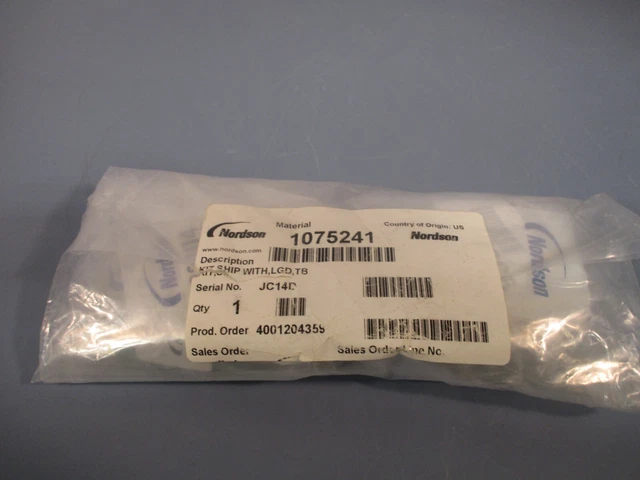 Nordson
Material
Country of Origin: US
www.nordson.com
1075241
Nordson
Description
KIT,SHIP WITH,LCD,TB
Serial No. JC14D
Qty 1
Prod. Order 4001204359
Sales Order
Sales Order Line No.
Nord
Nordson